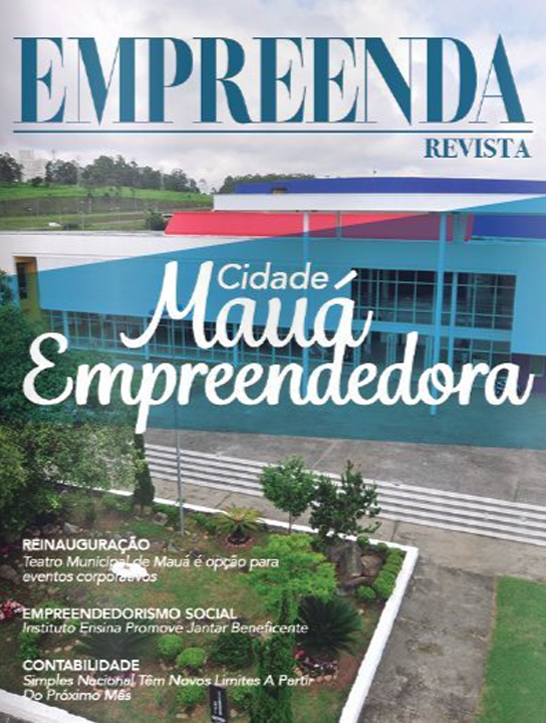 EMPREENDA
REVISTA
Cidade
Mauá
Empreendedora
REINAUGURAÇÃO
Teatro Municipal de Mauá é opção para
eventos corporativos
EMPREENDEDORISMO SOCIAL
Instituto Ensina Promove Jantar Beneficente
CONTABILIDADE
Simples Nacional Têm Novos Limites A Partir
Do Próximo Mês